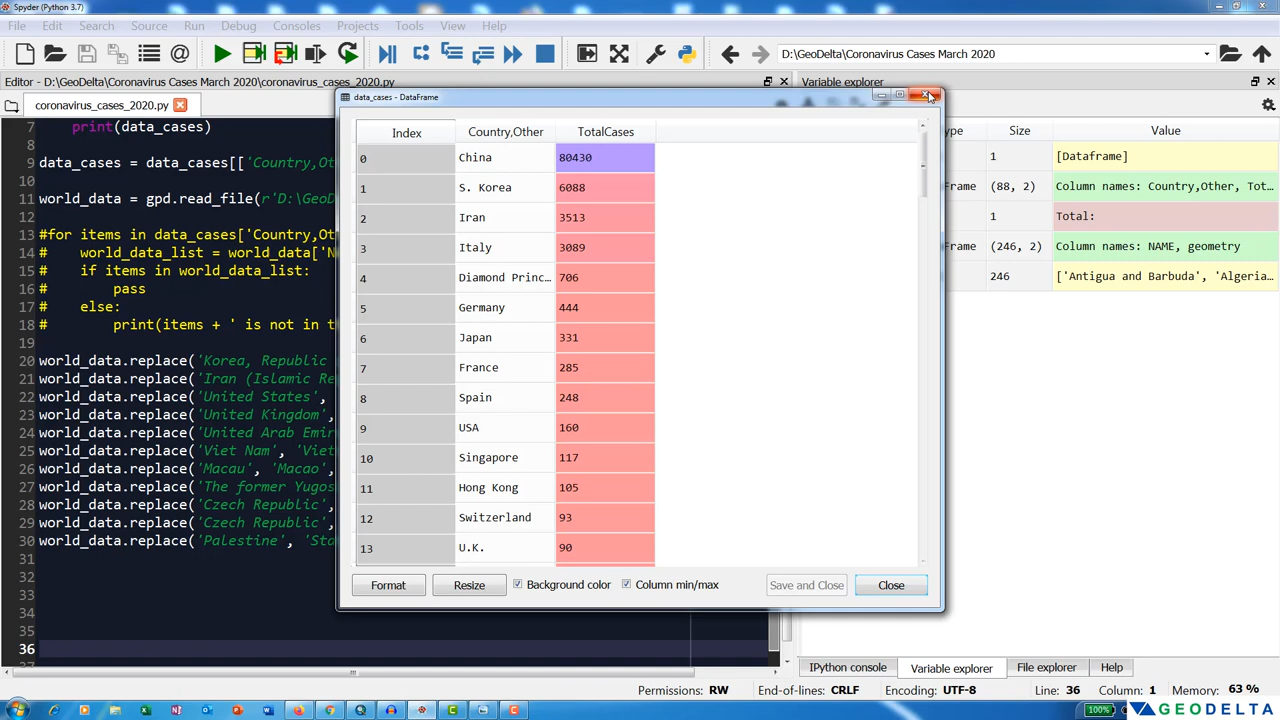 Spyder (Python 3.7)
File Edit Search Source Run Debug Consoles Projects Tools View Help
D:\GeoDelta\Coronavirus Cases March 2020
Editor - D:\GeoDelta\Coronavirus Cases March 2020\coronavirus_cases_2020.py
Variable explorer
coronavirus_cases_2020.py
data_cases - DataFrame
Index Country,Other TotalCases
0 China 80430
1 S. Korea 6088
2 Iran 3513
3 Italy 3089
4 Diamond Princ... 706
5 Germany 444
6 Japan 331
7 France 285
8 Spain 248
9 USA 160
10 Singapore 117
11 Hong Kong 105
12 Switzerland 93
13 U.K. 90
Format Resize Background color Column min/max Save and Close Close
7 print(data_cases)
8
9 data_cases = data_cases[['Country,Ot
10
11 world_data = gpd.read_file(r'D:\GeoD
12
13 #for items in data_cases['Country,Ot
14 # world_data_list = world_data['N
15 # if items in world_data_list:
16 # pass
17 # else:
18 # print(items + ' is not in t
19
20 world_data.replace('Korea, Republic
21 world_data.replace('Iran (Islamic Re
22 world_data.replace('United States',
23 world_data.replace('United Kingdom',
24 world_data.replace('United Arab Emir
25 world_data.replace('Viet Nam', 'Viet
26 world_data.replace('Macau', 'Macao',
27 world_data.replace('The former Yugos
28 world_data.replace('Czech Republic',
29 world_data.replace('Czech Republic',
30 world_data.replace('Palestine', 'Sta
31
32
33
34
35
36
ype Size Value
1 [Dataframe]
Frame (88, 2) Column names: Country,Other, Tot...
1 Total:
Frame (246, 2) Column names: NAME, geometry
246 ['Antigua and Barbuda', 'Algeria...
IPython console Variable explorer File explorer Help
Permissions: RW End-of-lines: CRLF Encoding: UTF-8 Line: 36 Column: 1 Memory: 63 %
100%
GEODELTA